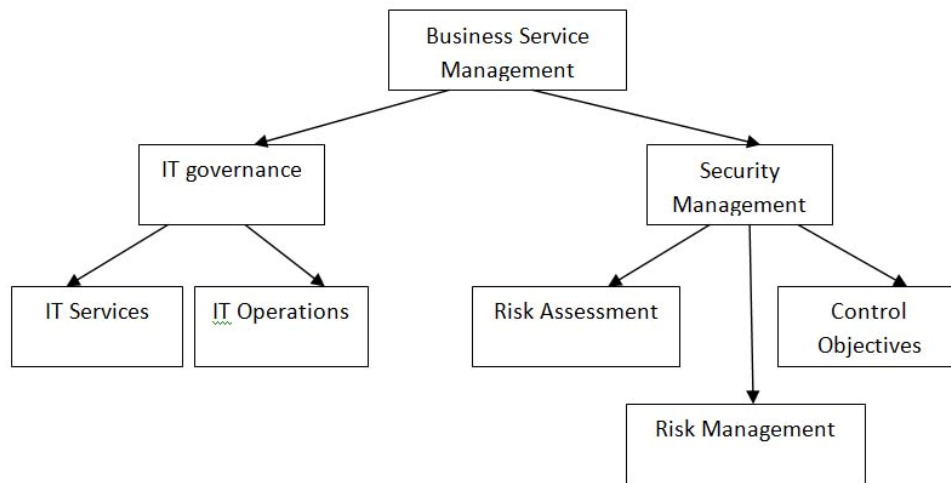 Business Service
Management
IT governance
Security
Management
IT Services
IT Operations
Risk Assessment
Control
Objectives
Risk Management